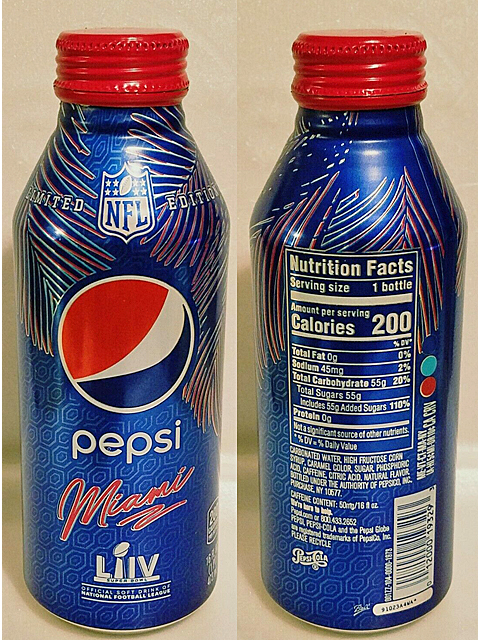 LIMITED
EDITION
NFL
pepsi
Miami
LIV
SUPER BOWL
OFFICIAL SOFT DRINK OF
NATIONAL FOOTBALL LEAGUE
Nutrition Facts
Serving size 1 bottle
Amount per serving
Calories 200
% DV*
Total Fat 0g 0%
Sodium 45mg 2%
Total Carbohydrate 55g 20%
Total Sugars 55g
Includes 55g Added Sugars 110%
Protein 0g
Not a significant source of other nutrients.
* % DV = % Daily Value
CARBONATED WATER, HIGH FRUCTOSE CORN
SYRUP, CARAMEL COLOR, SUGAR, PHOSPHORIC
ACID, CAFFEINE, CITRIC ACID, NATURAL FLAVOR
BOTTLED UNDER THE AUTHORITY OF PEPSICO, INC.,
PURCHASE, NY 10577.
CAFFEINE CONTENT: 50mg/16 fl oz.
We're here to help.
Pepsi.com or 800.433.2652
PEPSI, PEPSI-COLA and the Pepsi Globe
are registered trademarks of PepsiCo, Inc.
PLEASE RECYCLE
PEPSI-COLA